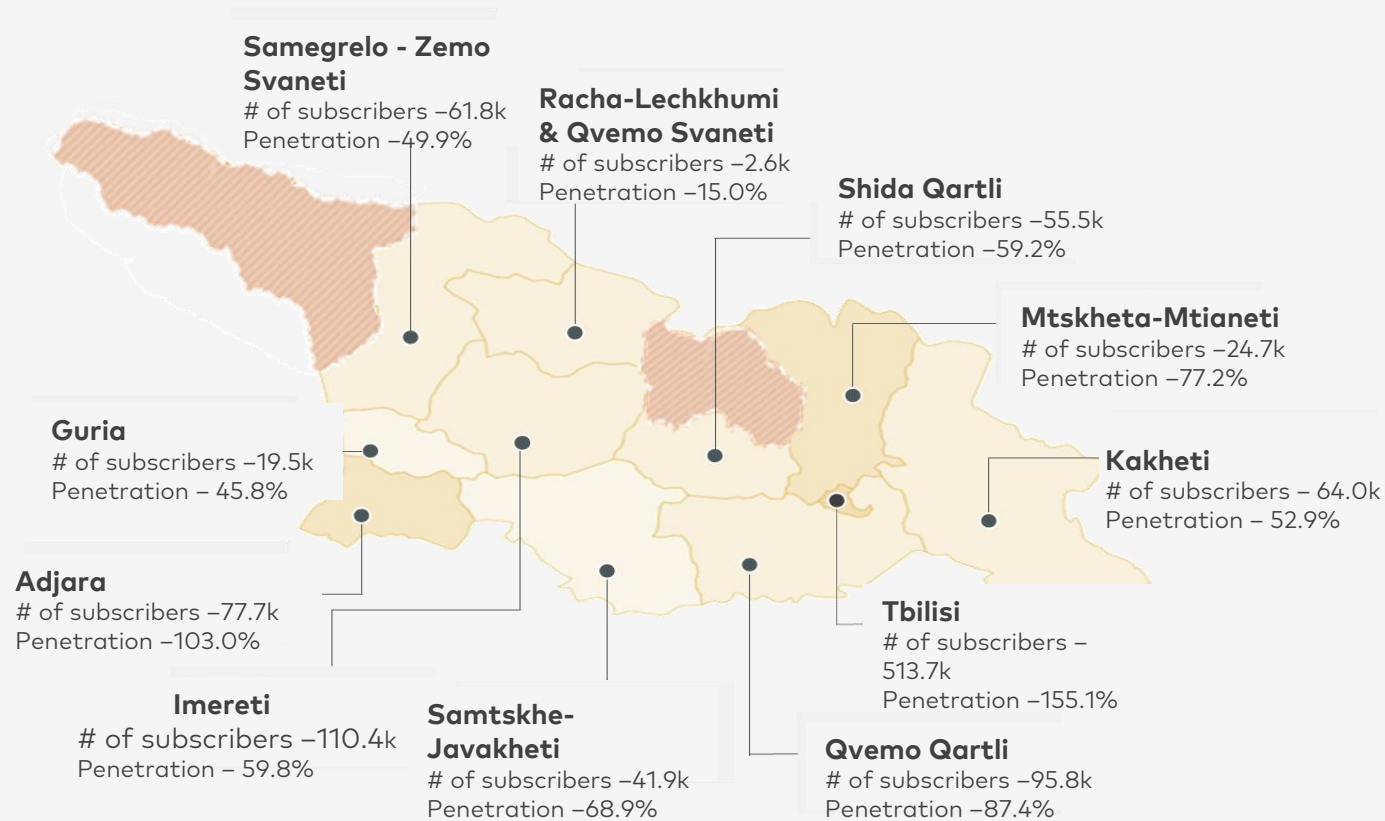 Samegrelo - Zemo
Svaneti
# of subscribers –61.8k
Penetration –49.9%
Racha-Lechkhumi
& Qvemo Svaneti
# of subscribers –2.6k
Penetration –15.0%
Shida Qartli
# of subscribers –55.5k
Penetration –59.2%
Mtskheta-Mtianeti
# of subscribers –24.7k
Penetration –77.2%
Guria
# of subscribers –19.5k
Penetration – 45.8%
Kakheti
# of subscribers – 64.0k
Penetration – 52.9%
Adjara
# of subscribers –77.7k
Penetration –103.0%
Tbilisi
# of subscribers –
513.7k
Penetration –155.1%
Imereti
# of subscribers –110.4k
Penetration – 59.8%
Samtskhe-
Javakheti
# of subscribers –41.9k
Penetration –68.9%
Qvemo Qartli
# of subscribers –95.8k
Penetration –87.4%